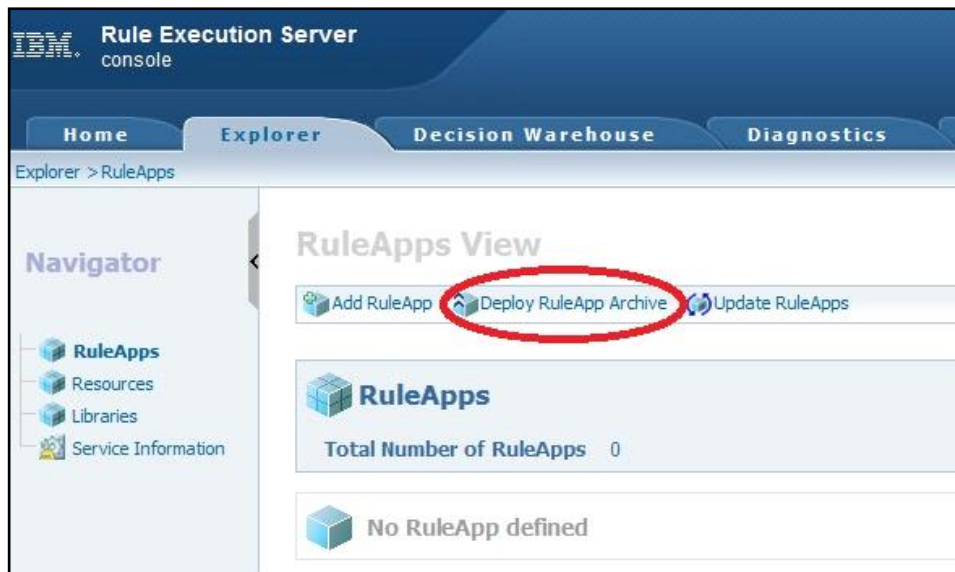 IBM. Rule Execution Server
console
Home Explorer Decision Warehouse Diagnostics
Explorer > RuleApps
Navigator
RuleApps
Resources
Libraries
Service Information
RuleApps View
Add RuleApp Deploy RuleApp Archive Update RuleApps
RuleApps
Total Number of RuleApps 0
No RuleApp defined